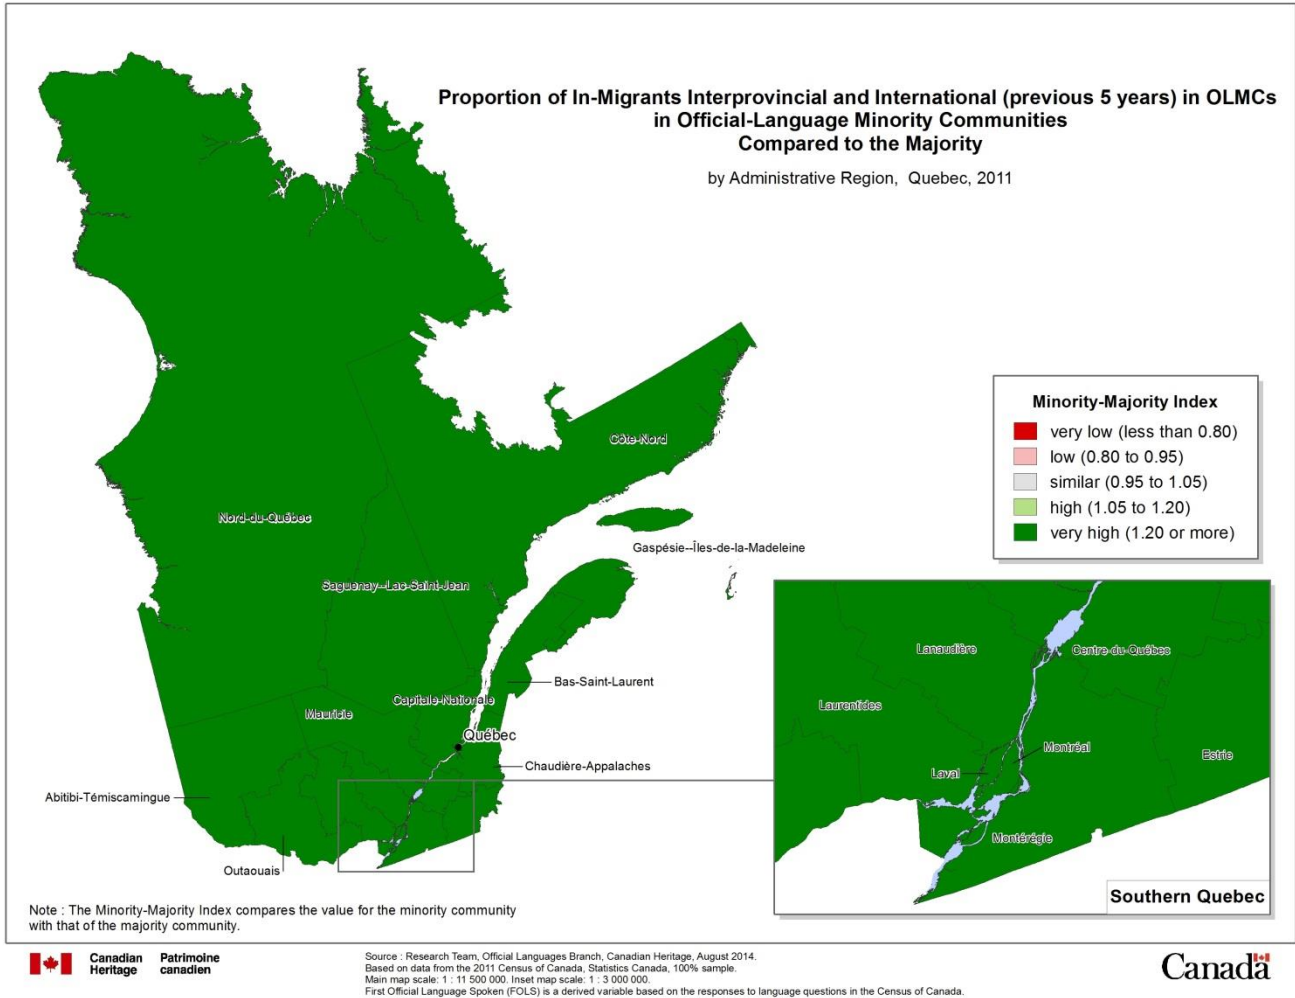 Proportion of In-Migrants Interprovincial and International (previous 5 years) in OLMCs
in Official-Language Minority Communities
Compared to the Majority
by Administrative Region, Quebec, 2011
Minority-Majority Index
very low (less than 0.80)
low (0.80 to 0.95)
similar (0.95 to 1.05)
high (1.05 to 1.20)
very high (1.20 or more)
Côte-Nord
Nord-du-Québec
Gaspésie--Îles-de-la-Madeleine
Saguenay--Lac-Saint-Jean
Bas-Saint-Laurent
Capitale-Nationale
Mauricie
Québec
Chaudière-Appalaches
Abitibi-Témiscamingue
Outaouais
Lanaudière
Centre-du-Québec
Laurentides
Montréal
Estrie
Laval
Montérégie
Southern Quebec
Note : The Minority-Majority Index compares the value for the minority community
with that of the majority community.
Canadian Heritage
Patrimoine canadien
Source : Research Team, Official Languages Branch, Canadian Heritage, August 2014.
Based on data from the 2011 Census of Canada, Statistics Canada, 100% sample.
Main map scale: 1 : 11 500 000. Inset map scale: 1 : 3 000 000.
First Official Language Spoken (FOLS) is a derived variable based on the responses to language questions in the Census of Canada.
Canada